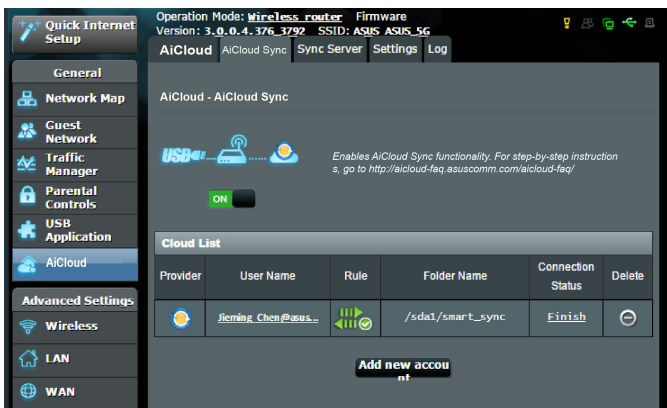 Quick Internet
Setup
Operation Mode: Wireless router Firmware
Version: 3.0.0.4.376_3792 SSID: ASUS ASUS_5G
AiCloud AiCloud Sync Sync Server Settings Log
General
Network Map
Guest
Network
Traffic
Manager
Parental
Controls
USB
Application
AiCloud
Advanced Settings
Wireless
LAN
WAN
AiCloud - AiCloud Sync
USB
Enables AiCloud Sync functionality. For step-by-step instruction
s, go to http://aicloud-faq.asuscomm.com/aicloud-faq/
ON
Cloud List
Provider User Name Rule Folder Name Connection Status Delete
Jieming Chen@asus... /sda1/smart_sync Finish
Add new accou
nt